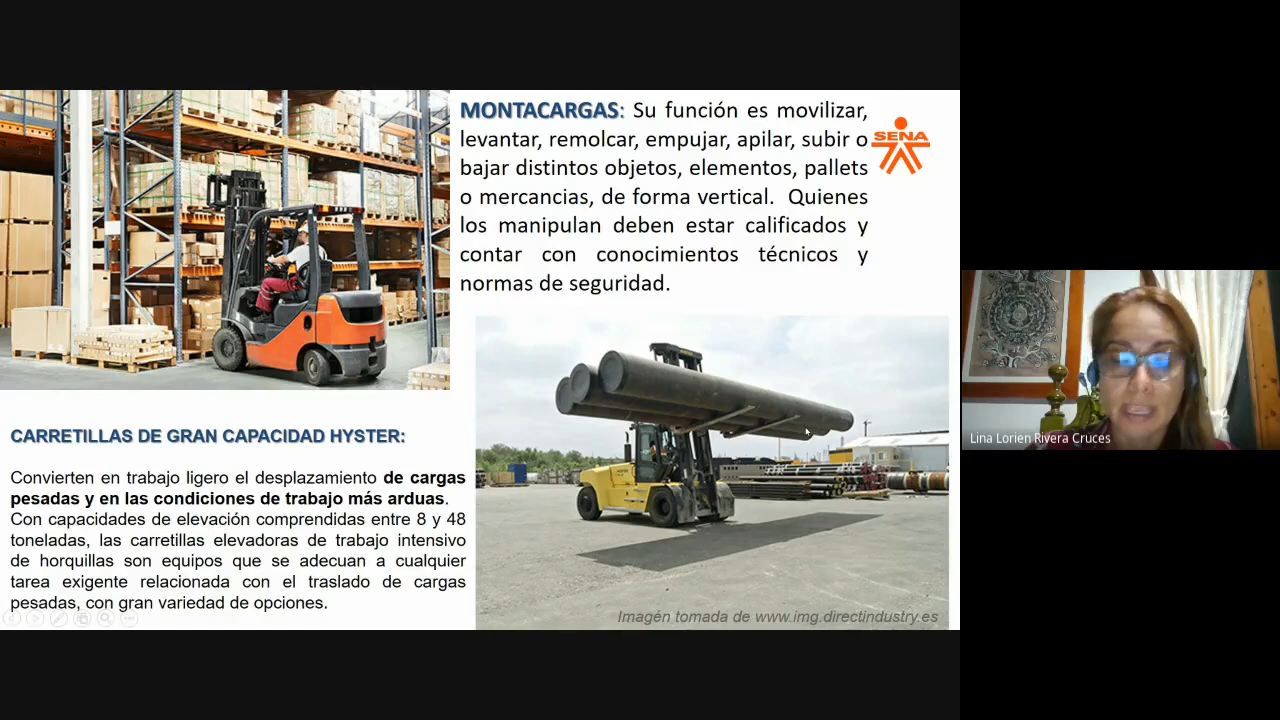 MONTACARGAS: Su función es movilizar,
levantar, remolcar, empujar, apilar, subir o
bajar distintos objetos, elementos, pallets
o mercancias, de forma vertical. Quienes
los manipulan deben estar calificados y
contar con conocimientos técnicos y
normas de seguridad.
SENA
CARRETILLAS DE GRAN CAPACIDAD HYSTER:
Convierten en trabajo ligero el desplazamiento de cargas
pesadas y en las condiciones de trabajo más arduas.
Con capacidades de elevación comprendidas entre 8 y 48
toneladas, las carretillas elevadoras de trabajo intensivo
de horquillas son equipos que se adecuan a cualquier
tarea exigente relacionada con el traslado de cargas
pesadas, con gran variedad de opciones.
Imagén tomada de www.img.directindustry.es
Lina Lorien Rivera Cruces